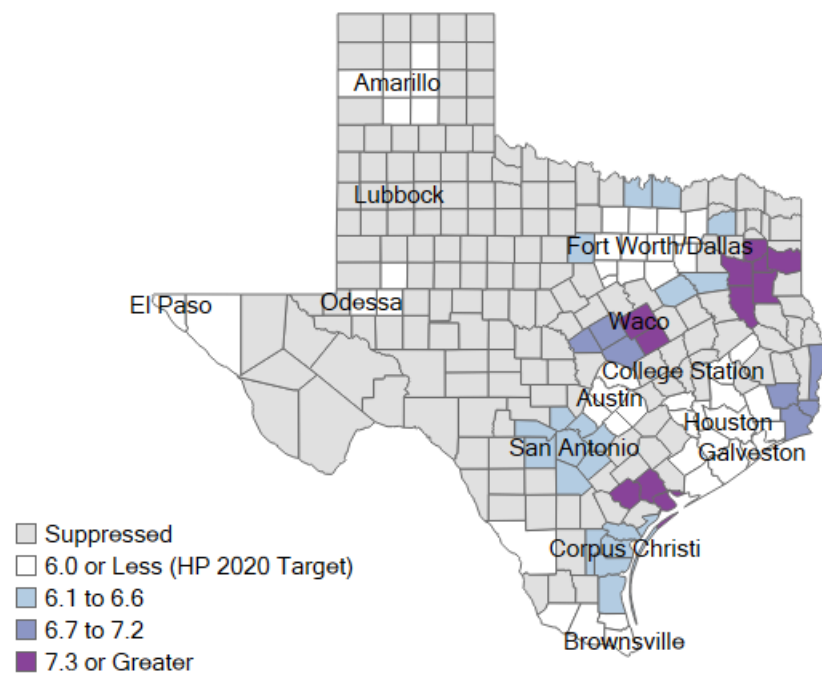 Amarillo
Lubbock
Fort Worth/Dallas
El Paso
Odessa
Waco
College Station
Austin
Houston
San Antonio
Galveston
Suppressed
6.0 or Less (HP 2020 Target)
Corpus Christi
6.1 to 6.6
6.7 to 7.2
Brownsville
7.3 or Greater